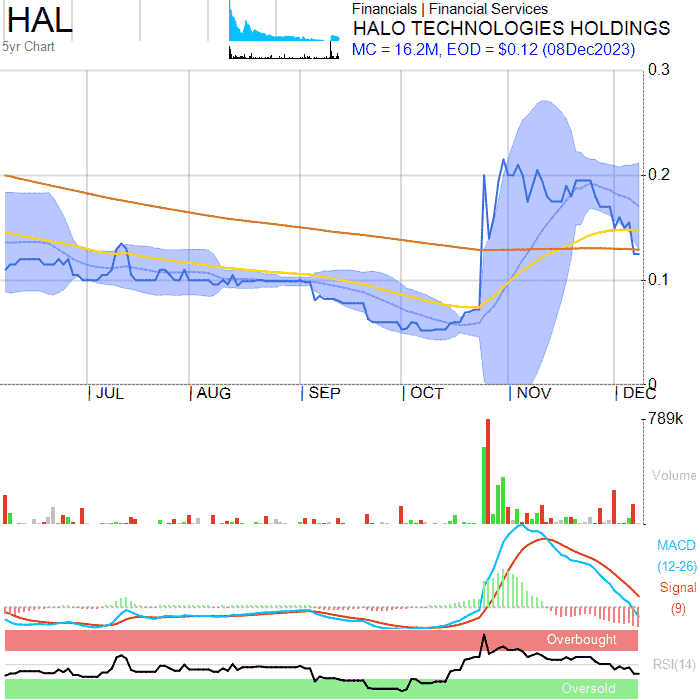 HAL
5yr Chart
Financials | Financial Services
HALO TECHNOLOGIES HOLDINGS
MC = 16.2M, EOD = $0.12 (08Dec2023)
0.3
0.2
0.1
0
JUL
AUG
SEP
OCT
NOV
DEC
789k
Volume
MACD
(12-26)
Signal
(9)
Overbought
RSI(14)
Oversold